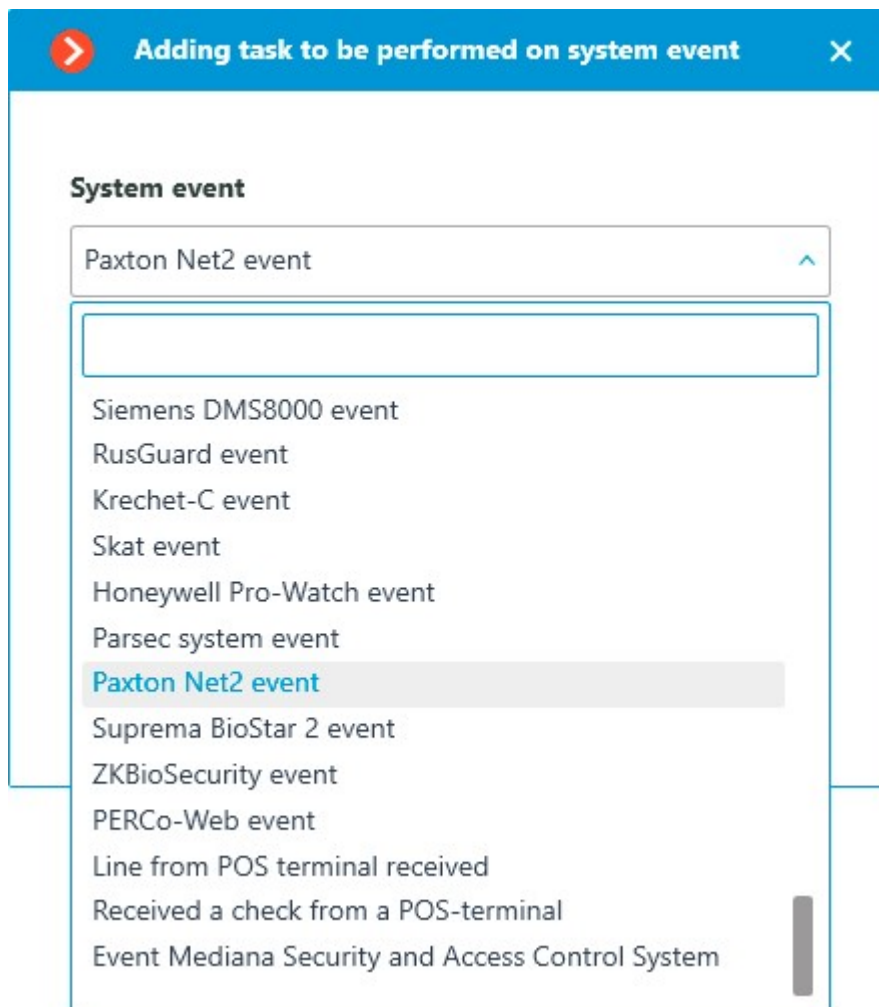 Adding task to be performed on system event
System event
Paxton Net2 event
Siemens DMS8000 event
RusGuard event
Krechet-C event
Skat event
Honeywell Pro-Watch event
Parsec system event
Paxton Net2 event
Suprema BioStar 2 event
ZKBioSecurity event
PERCo-Web event
Line from POS terminal received
Received a check from a POS-terminal
Event Mediana Security and Access Control System